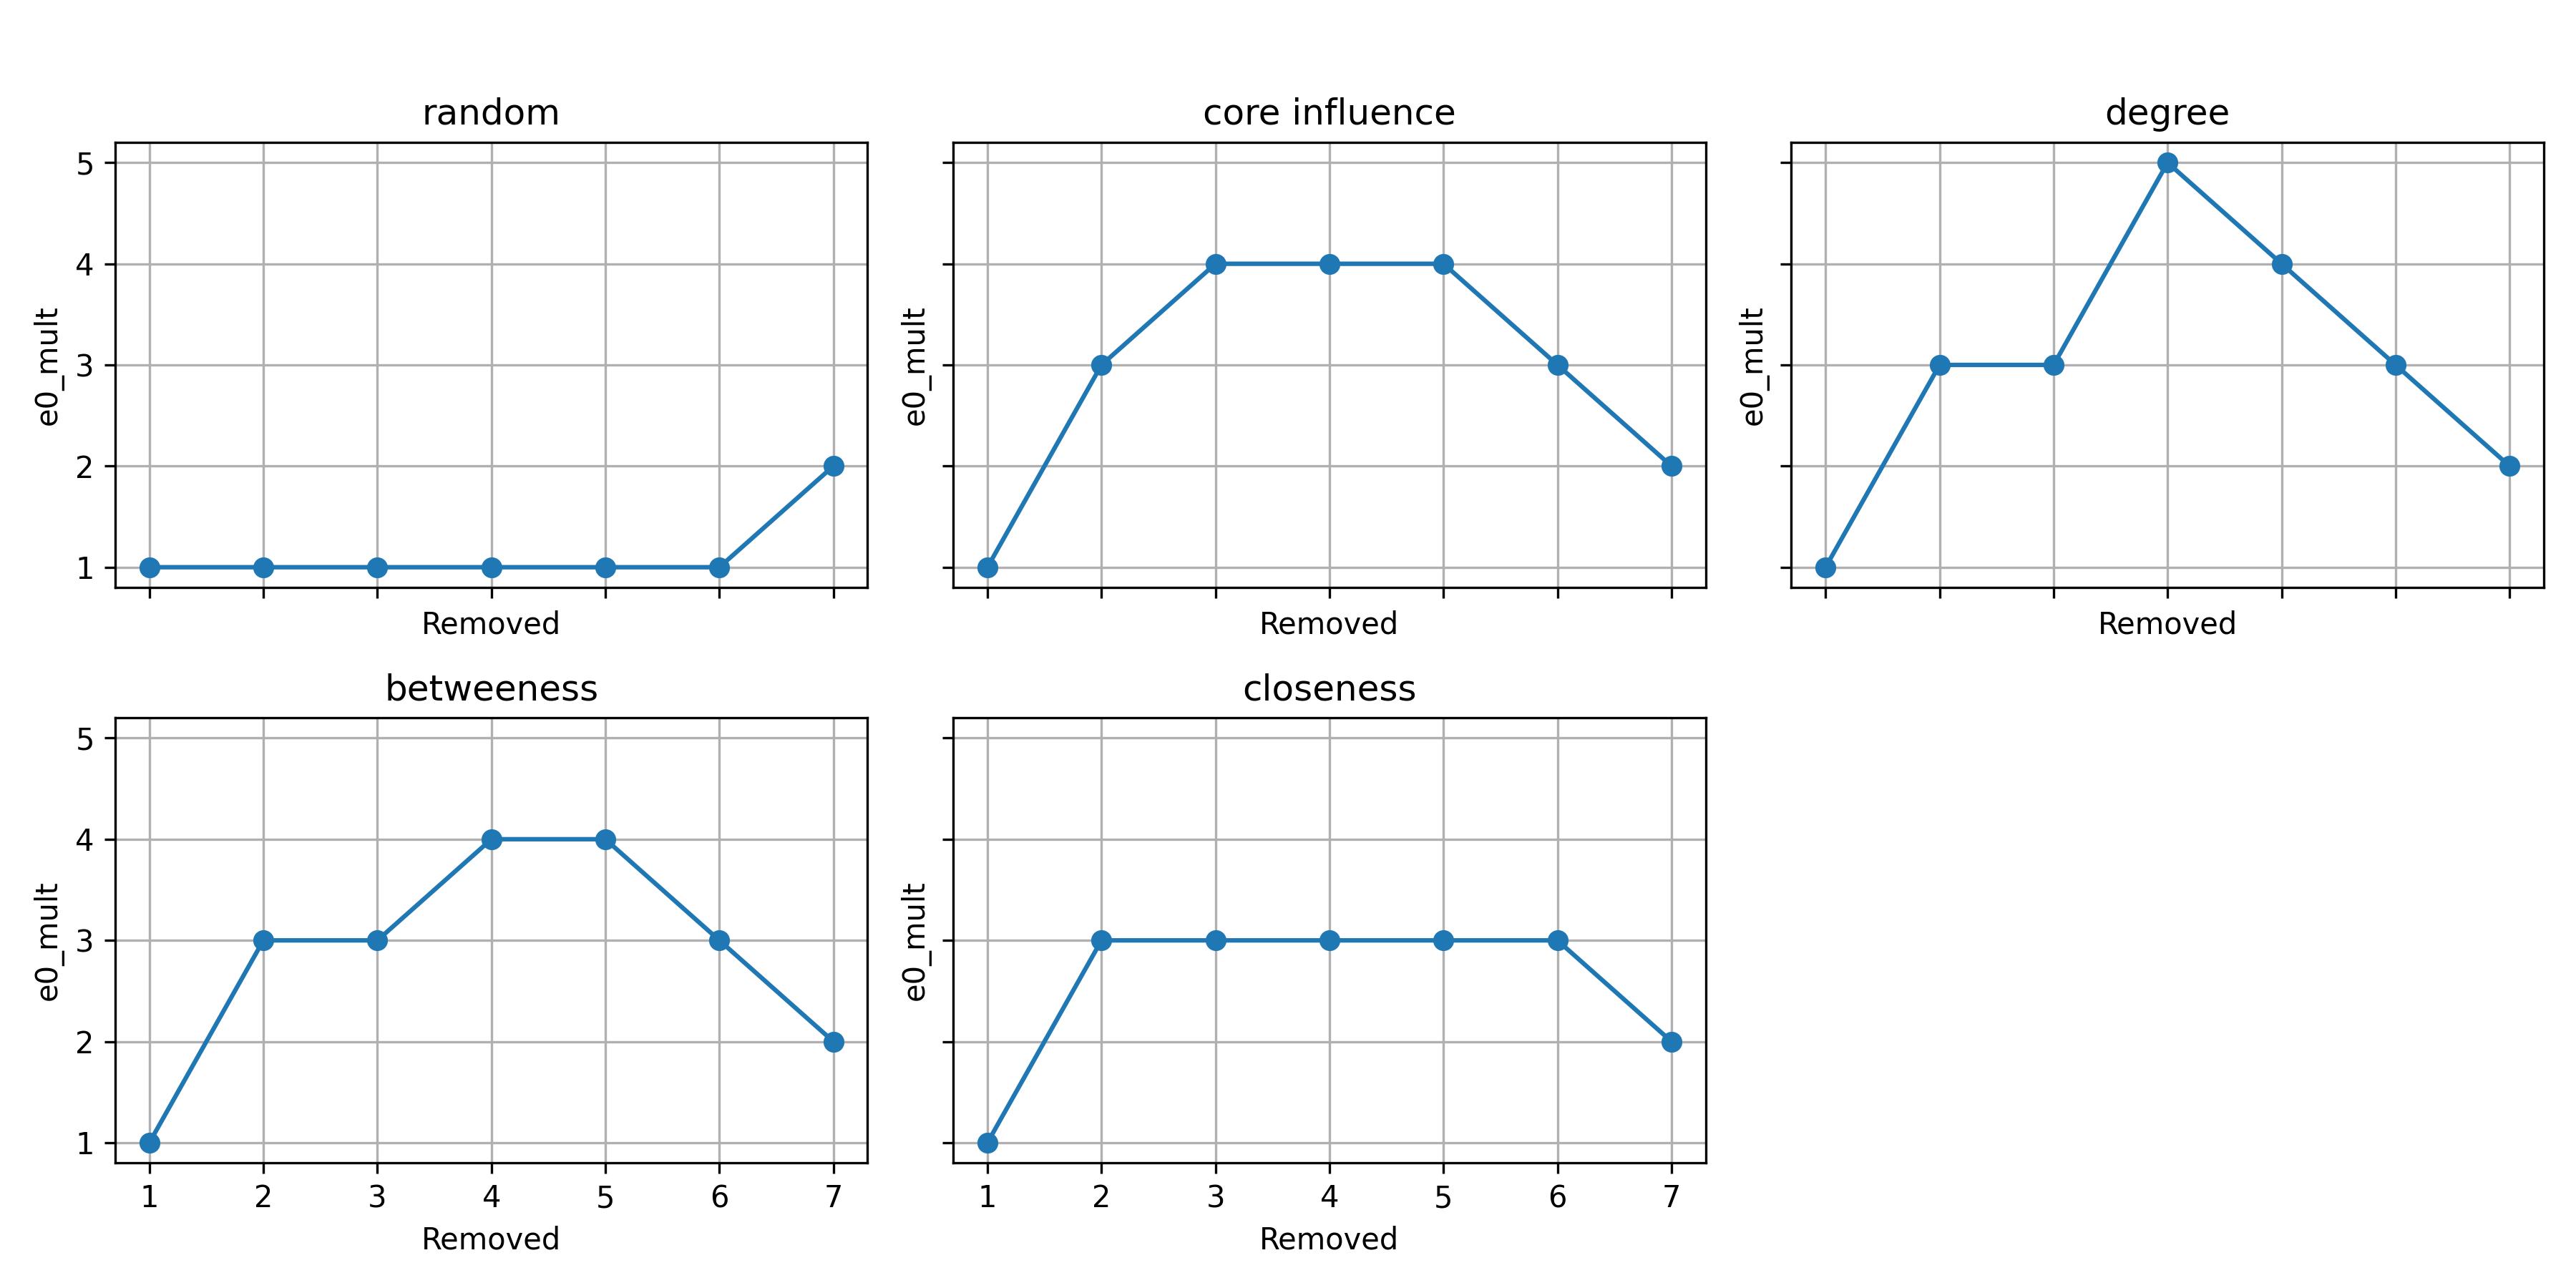 random
core influence
degree
5
4
3
2
1
e0_mult
e0_mult
e0_mult
Removed
Removed
Removed
betweeness
closeness
5
4
3
2
1
e0_mult
e0_mult
1 2 3 4 5 6 7
1 2 3 4 5 6 7
Removed
Removed